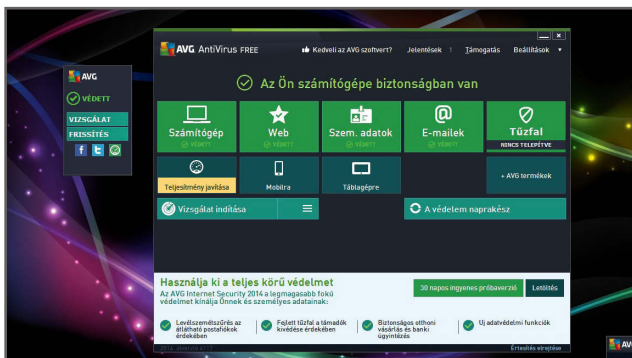 AVG AntiVirus FREE
Kedveli az AVG szoftvert?
Jelentések 1
Támogatás
Beállítások
AVG
VÉDETT
VIZSGÁLAT
FRISSÍTÉS
Az Ön számítógépe biztonságban van
Számítógép
VÉDETT
Web
VÉDETT
Szem. adatok
VÉDETT
E-mailek
VÉDETT
Tűzfal
NINCS TELEPÍTVE
Teljesítmény javítása
Mobilra
Táblagépre
+ AVG termékek
Vizsgálat indítása
A védelem naprakész
Használja ki a teljes körű védelmet
Az AVG Internet Security 2014 a legmagasabb fokú
védelmet kínálja Önnek és személyes adatainak:
30 napos ingyenes próbaverzió
Letöltés
Levélszemétszűrés az
átlátható postafiókok
érdekében
Fejlett tűzfal a támadók
kivédése érdekében
Biztonságos otthoni
vásárlás és banki
ügyintézés
Új adatvédelmi funkciók
Értesítés elrejtése